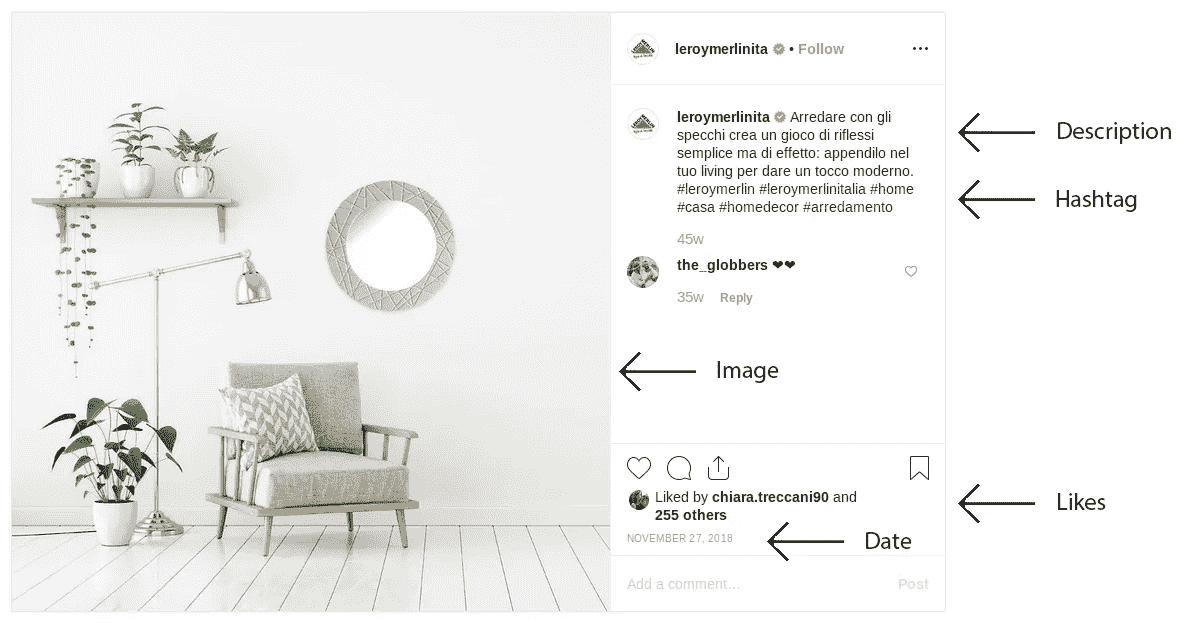 leroymerlinita • Follow
leroymerlinita Arredare con gli
specchi crea un gioco di riflessi
semplice ma di effetto: appendilo nel
tuo living per dare un tocco moderno.
#leroymerlin #leroymerlinitalia #home
#casa #homedecor #arredamento
45w
the_globbers ❤❤
35w Reply
Liked by chiara.treccani90 and
255 others
NOVEMBER 27, 2018
Add a comment...
Post
Description
Hashtag
Image
Likes
Date